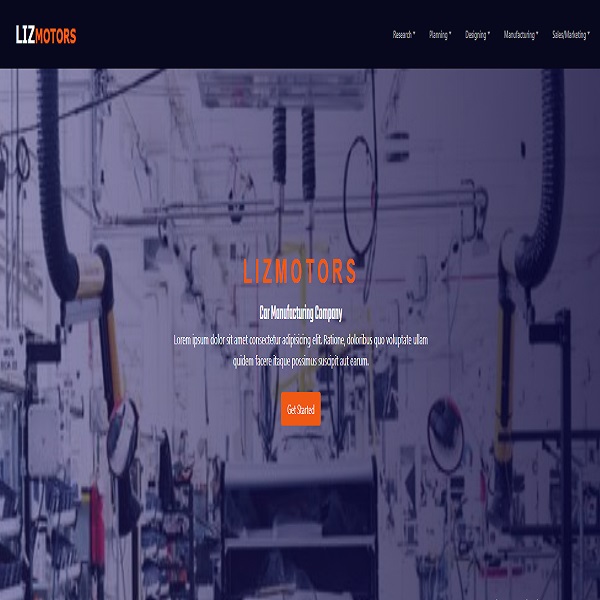 LIZMOTORS
Research
Planning
Designing
Manufacturing
Sales/Marketing
LIZMOTORS
Car Manufacturing Company
Lorem ipsum dolor sit amet consectetur adipisicing elit. Ratione, doloribus quo voluptate ullam
quidem facere itaque possimus suscipit aut earum.
Get Started